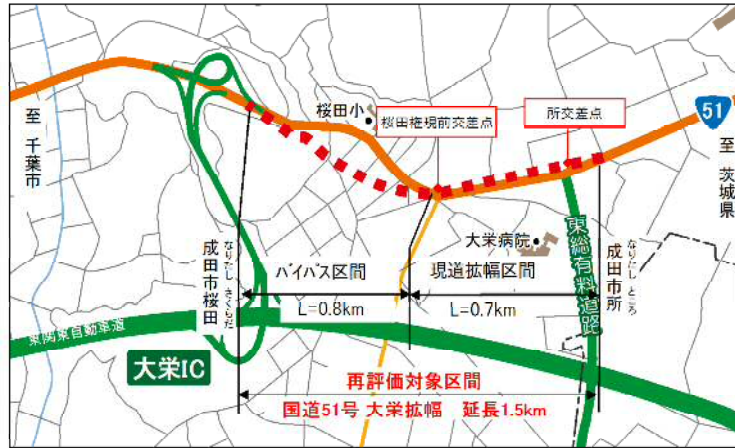 桜田小
桜田権現前交差点
所交差点
51
至 千葉市
至 茨城県
大栄病院
東総有料道路
成田市桜田
なりたし さくらだ
バイパス区間
現道拡幅区間
成田市所
なりたし ところ
L=0.8km
L=0.7km
東関東自動車道
大栄IC
再評価対象区間
国道51号 大栄拡幅 延長1.5km